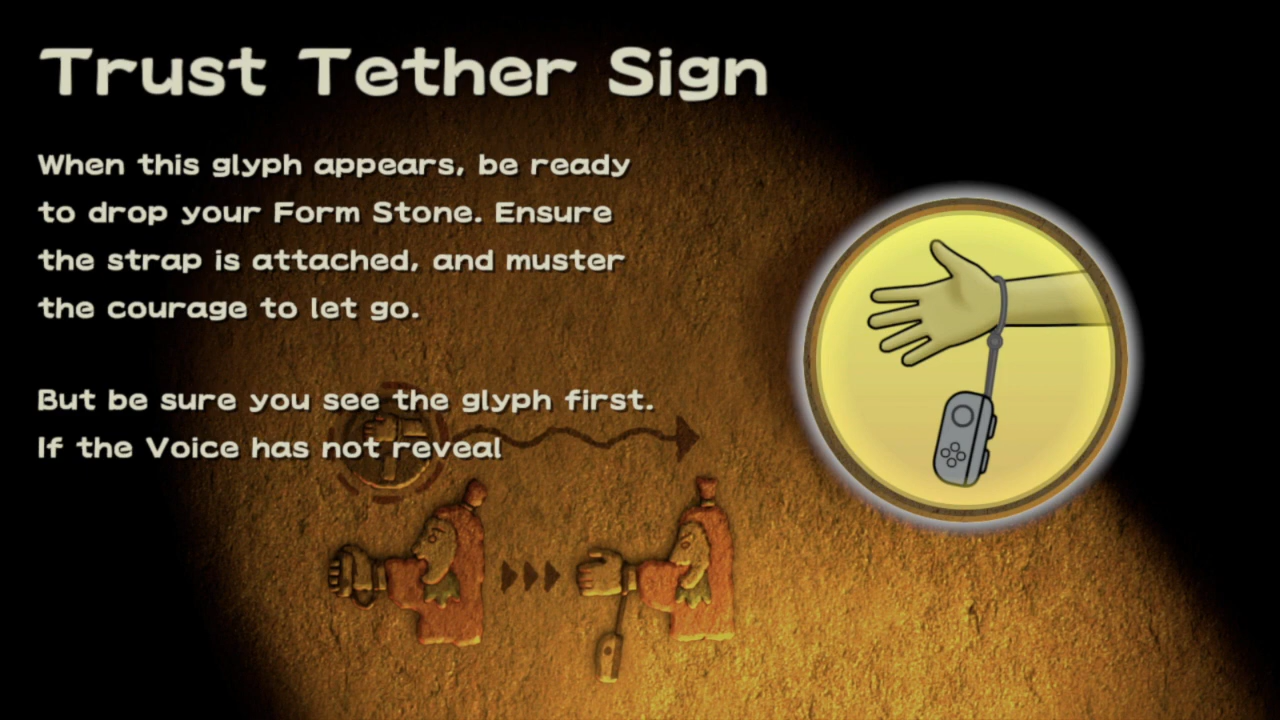 Trust Tether Sign
When this glyph appears, be ready
to drop your Form Stone. Ensure
the strap is attached, and muster
the courage to let go.
But be sure you see the glyph first.
If the Voice has not reveal